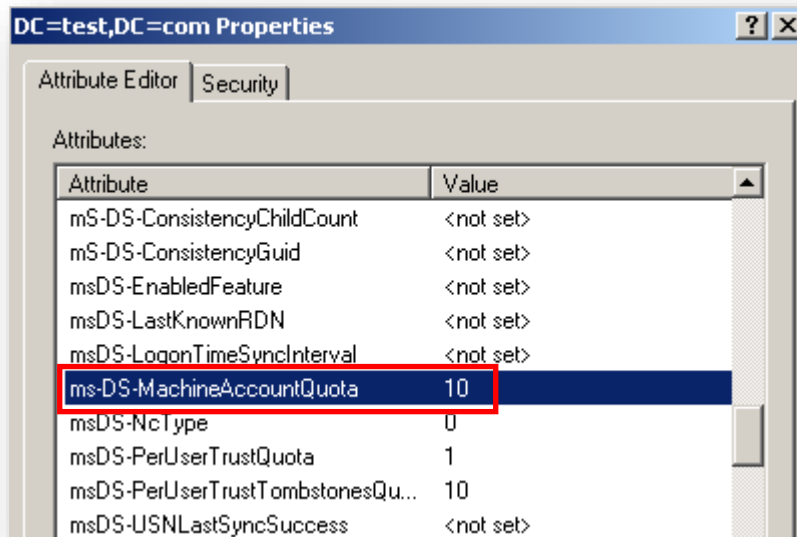 DC=test,DC=com Properties
Attribute Editor Security
Attributes:
Attribute Value
mS-DS-ConsistencyChildCount <not set>
mS-DS-ConsistencyGuid <not set>
msDS-EnabledFeature <not set>
msDS-LastKnownRDN <not set>
msDS-LogonTimeSyncInterval <not set>
ms-DS-MachineAccountQuota 10
msDS-NcType 0
msDS-PerUserTrustQuota 1
msDS-PerUserTrustTombstonesQu... 10
msDS-USNLastSyncSuccess <not set>